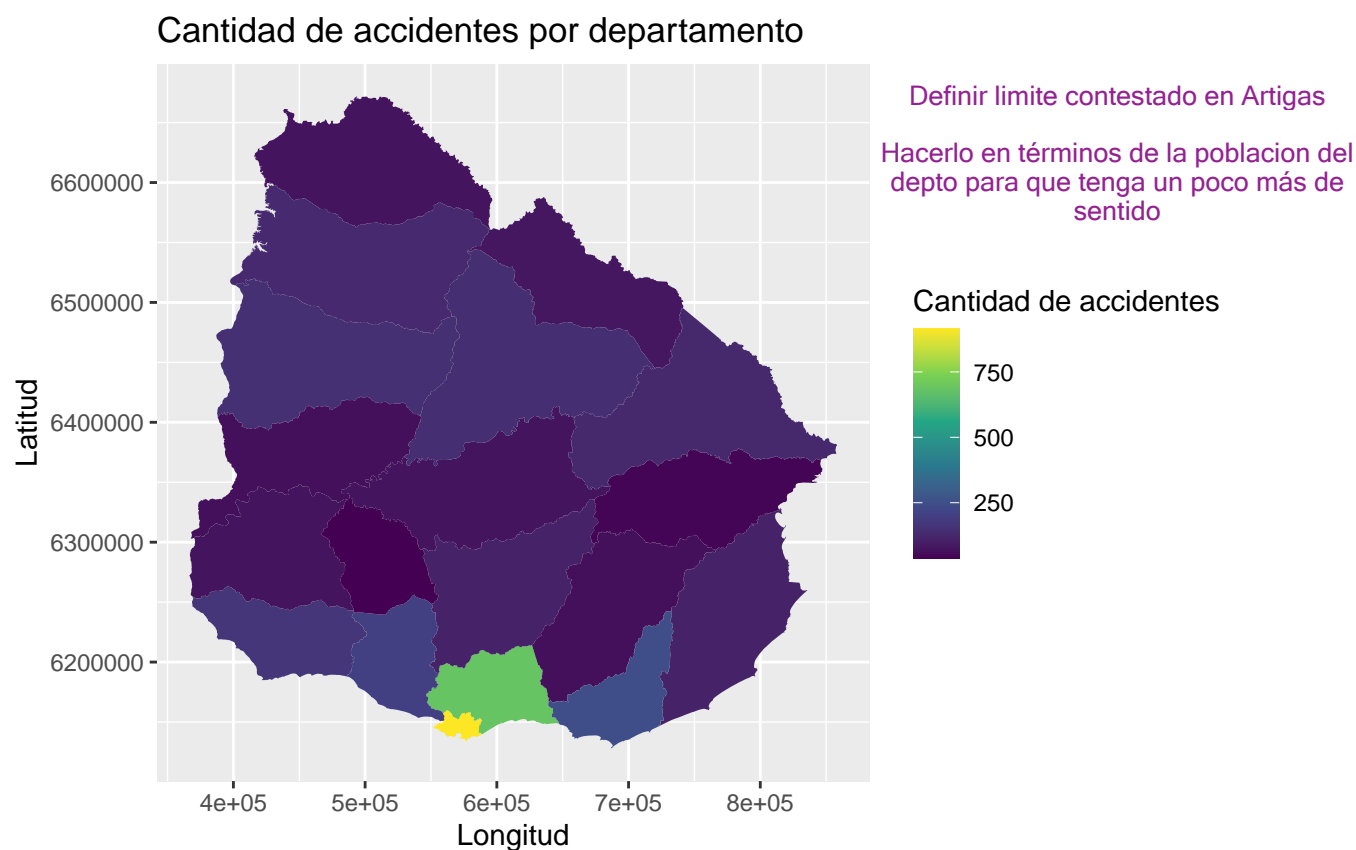 Cantidad de accidentes por departamento
Definir limite contestado en Artigas
Hacerlo en términos de la poblacion del
depto para que tenga un poco más de
sentido
Cantidad de accidentes
750
500
250
Latitud
6600000
6500000
6400000
6300000
6200000
4e+05 5e+05 6e+05 7e+05 8e+05
Longitud